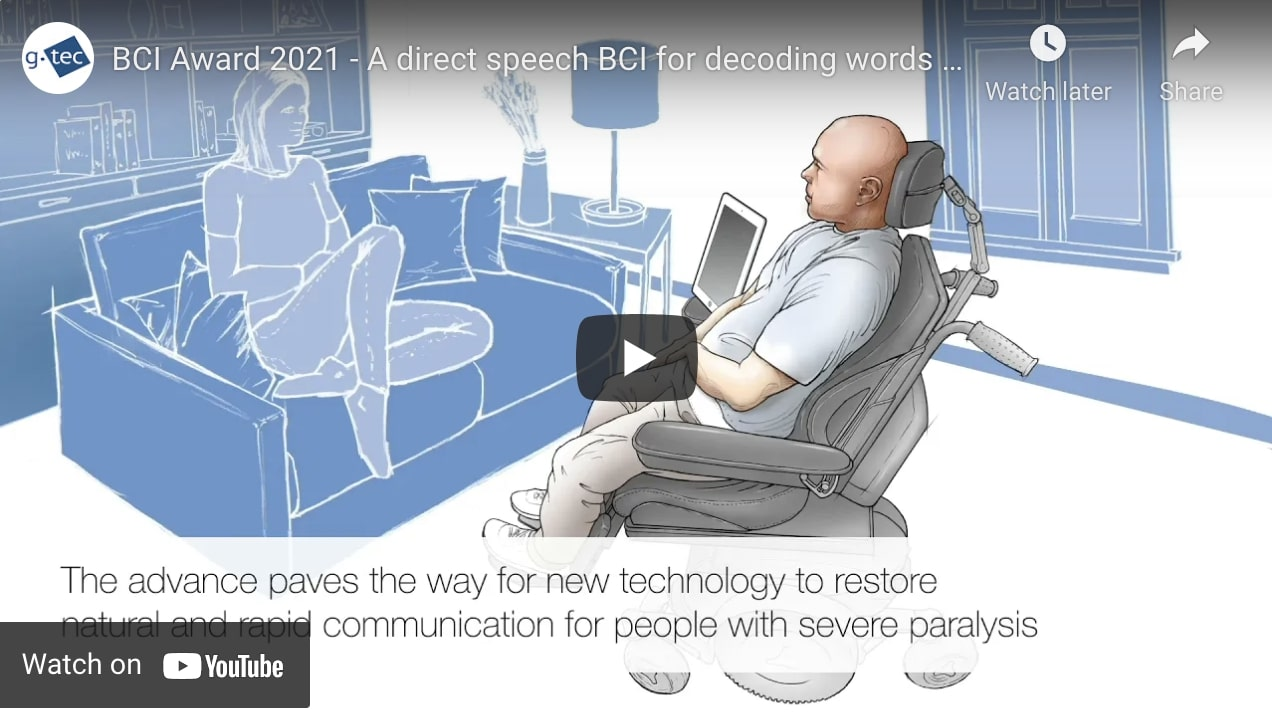 g·tec
BCI Award 2021 - A direct speech BCI for decoding words ...
Watch later
Share
The advance paves the way for new technology to restore
natural and rapid communication for people with severe paralysis
Watch on YouTube